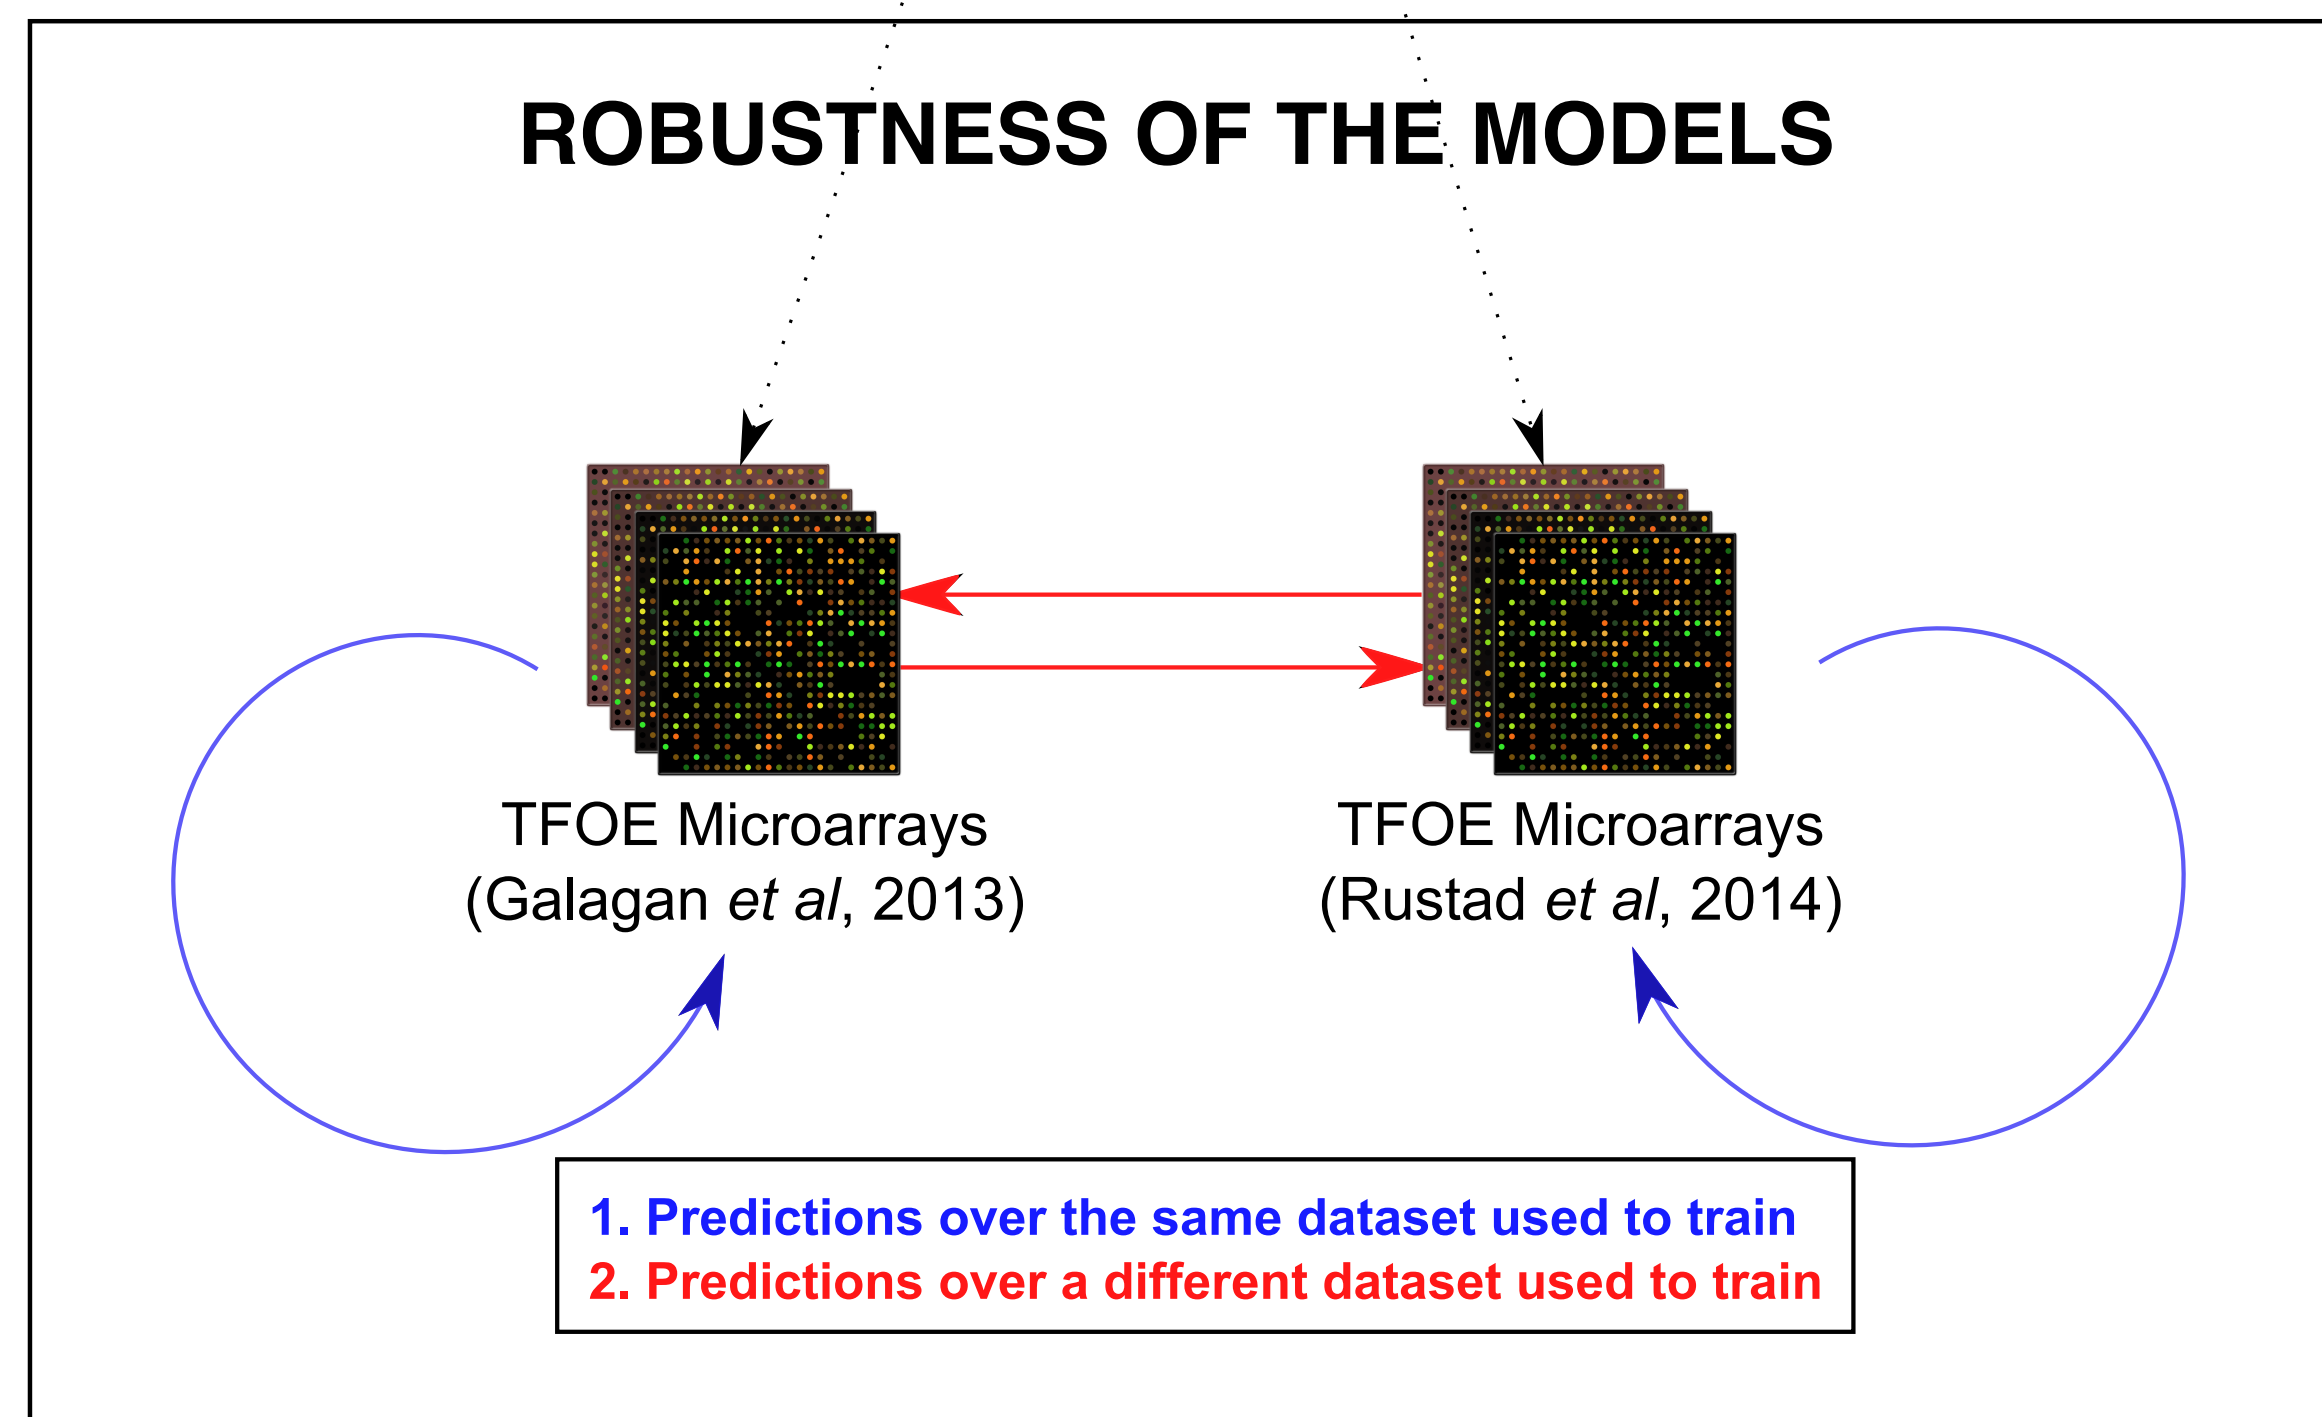 ROBUSTNESS OF THE MODELS
TFOE Microarrays
(Galagan et al, 2013)
TFOE Microarrays
(Rustad et al, 2014)
1. Predictions over the same dataset used to train
2. Predictions over a different dataset used to train